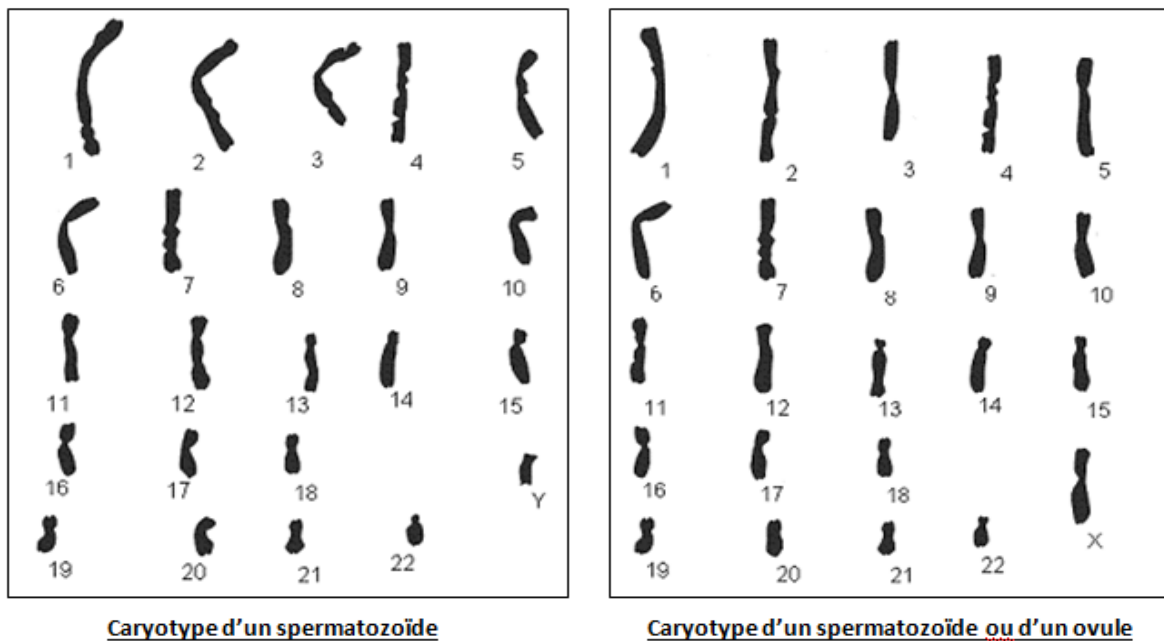 1 2 3 4 5
6 7 8 9 10
11 12 13 14 15
16 17 18 Y
19 20 21 22
Caryotype d'un spermatozoïde
1 2 3 4 5
6 7 8 9 10
11 12 13 14 15
16 17 18 X
19 20 21 22
Caryotype d'un spermatozoïde ou d'un ovule